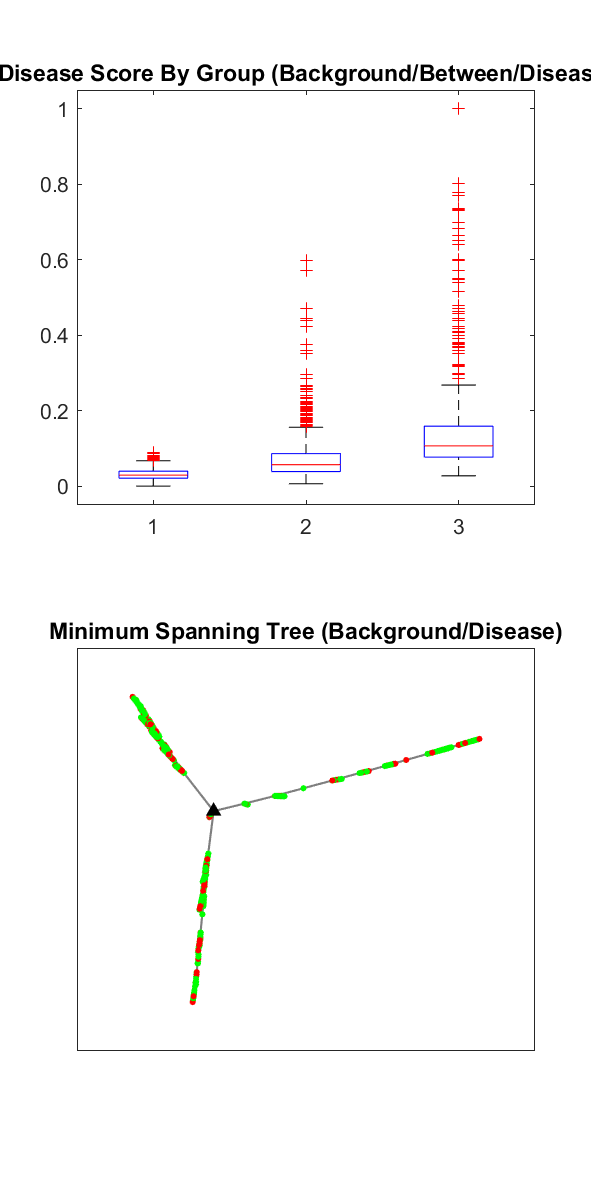 Disease Score By Group (Background/Between/Diseas
1
0.8
0.6
0.4
0.2
0
1 2 3
Minimum Spanning Tree (Background/Disease)